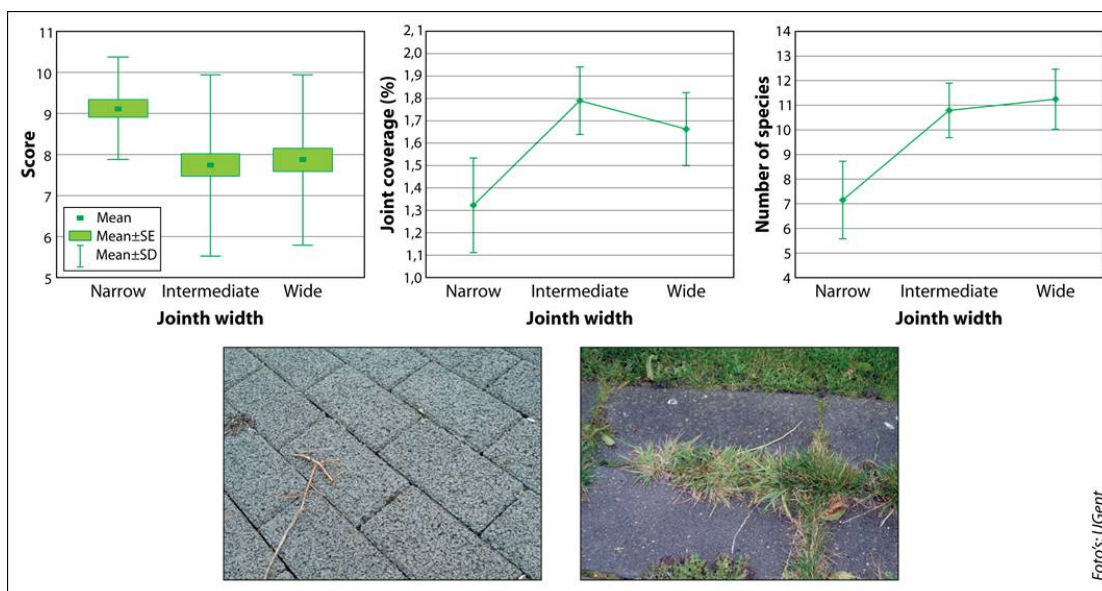 11
10
9
8
7
6
5
Score
Mean
Mean±SE
Mean±SD
Narrow Intermediate Wide
Jointh width
2,1
2,0
1,9
1,8
1,7
1,6
1,5
1,4
1,3
1,2
1,1
1,0
Joint coverage (%)
Narrow Intermediate Wide
Jointh width
14
13
12
11
10
9
8
7
6
5
4
Number of species
Narrow Intermediate Wide
Jointh width
Foto's: UGent